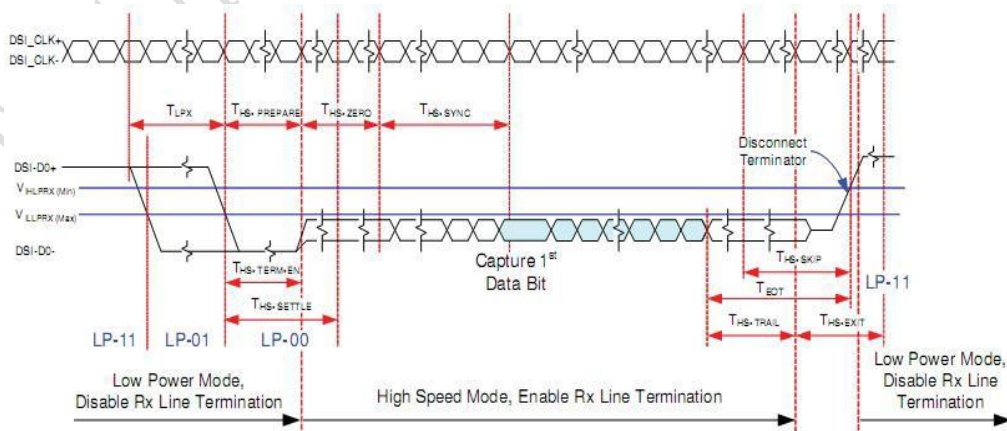 DSI_CLK+
DSI_CLK-
TLPX
THS-PREPARE
THS-ZERO
THS-SYNC
Disconnect
Terminator
DSI-D0+
VIHLPRX (Min)
VILLPRX (Max)
DSI-D0-
Capture 1st
Data Bit
THS-TERM-EN
THS-SETTLE
THS-SKIP
TEOT
THS-TRAIL
THS-EXIT
LP-11
LP-01
LP-00
LP-11
Low Power Mode,
Disable Rx Line Termination
High Speed Mode, Enable Rx Line Termination
Low Power Mode,
Disable Rx Line
Termination